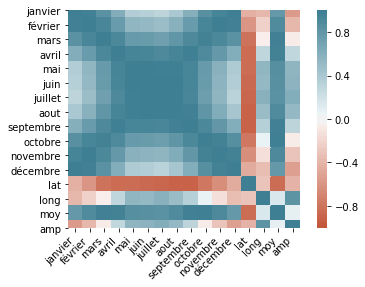 janvier
février
mars
avril
mai
juin
juillet
aout
septembre
octobre
novembre
décembre
lat
long
moy
amp
janvier
février
mars
avril
mai
juin
juillet
aout
septembre
octobre
novembre
décembre
lat
long
moy
amp
0.8
0.4
0.0
−0.4
−0.8